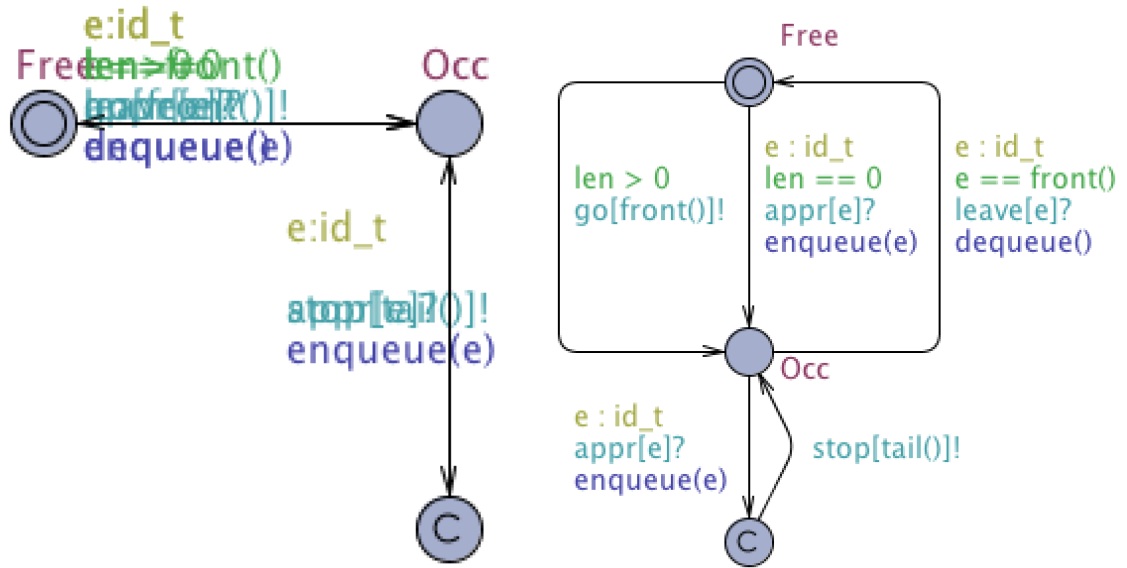 e:id_t
Free
Occ
e:id_t
enqueue(e)
C
Free
len > 0
go[front()]!
e : id_t
len == 0
appr[e]?
enqueue(e)
e : id_t
e == front()
leave[e]?
dequeue()
Occ
e : id_t
appr[e]?
enqueue(e)
stop[tail()]!
C